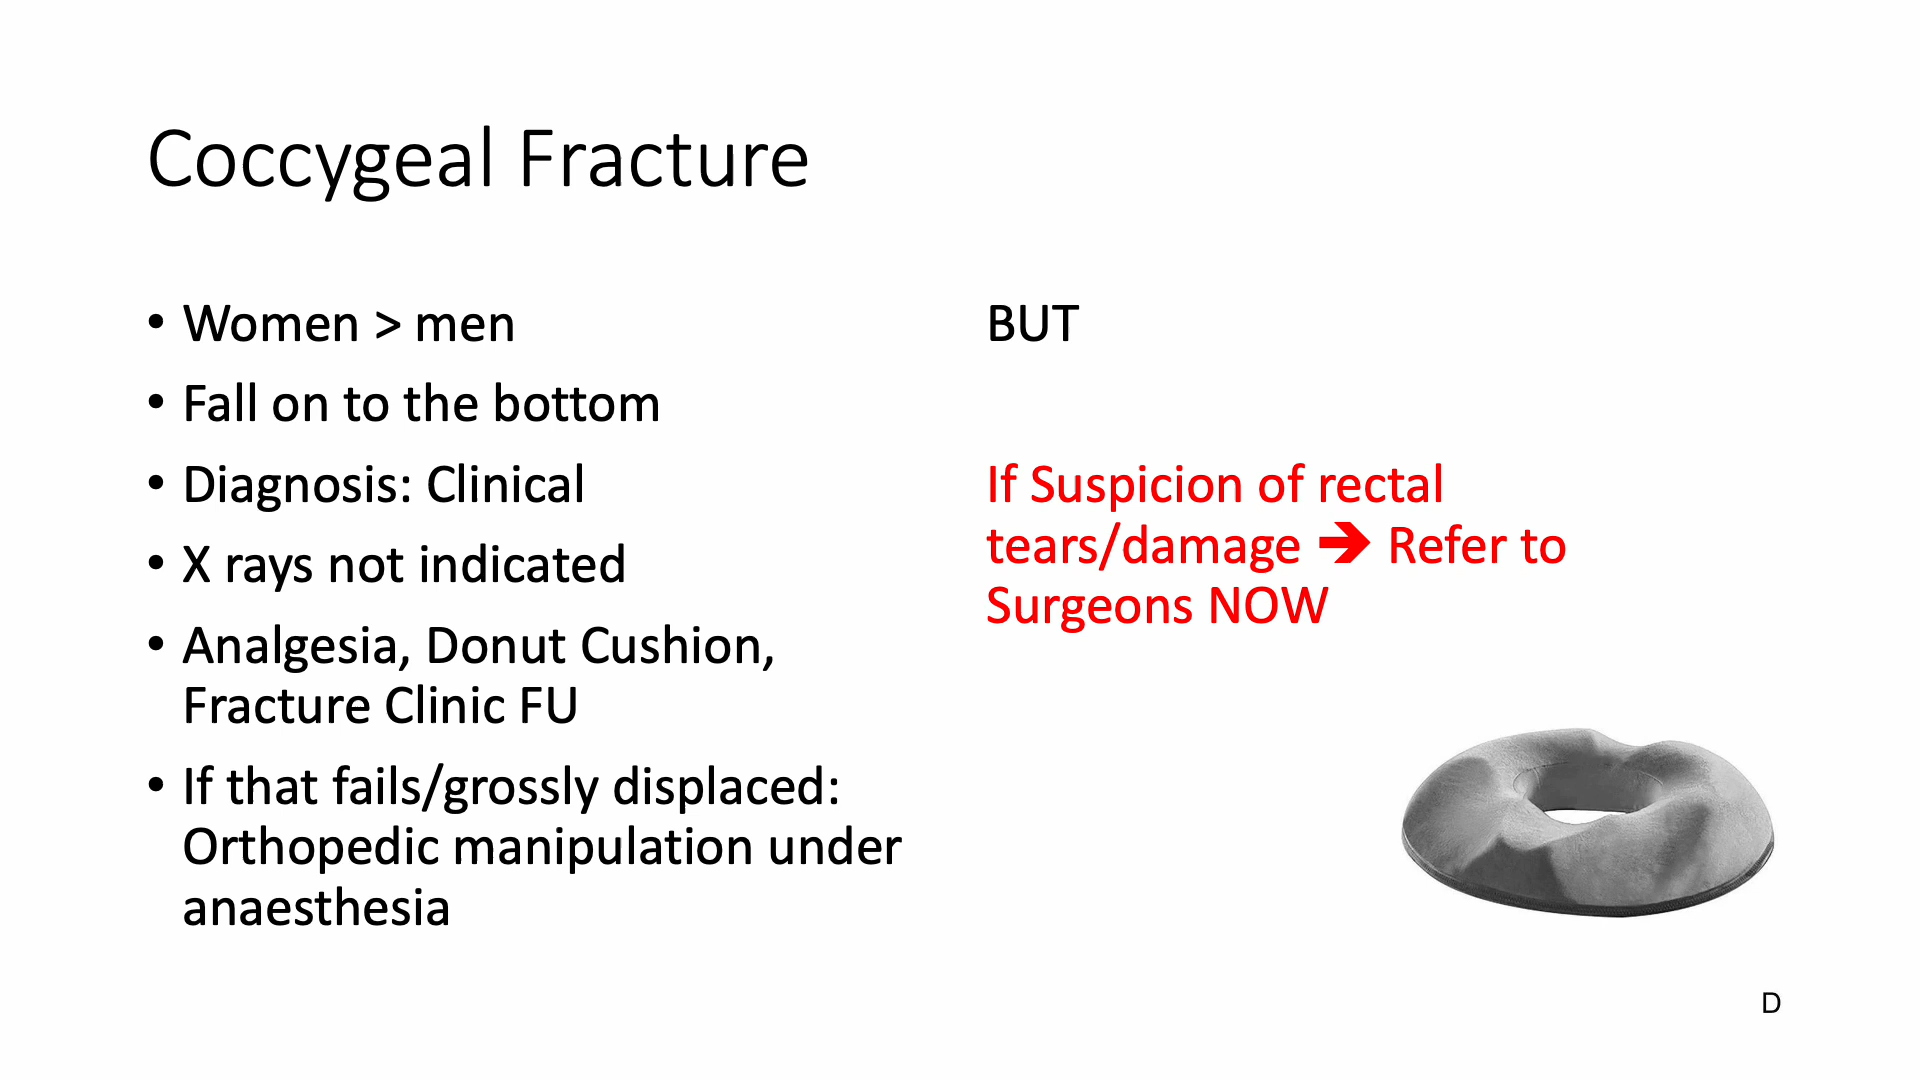 Coccygeal Fracture
• Women > men
• Fall on to the bottom
• Diagnosis: Clinical
• X rays not indicated
• Analgesia, Donut Cushion,
Fracture Clinic FU
• If that fails/grossly displaced:
Orthopedic manipulation under
anaesthesia
BUT
If Suspicion of rectal
tears/damage 🡺 Refer to
Surgeons NOW
D